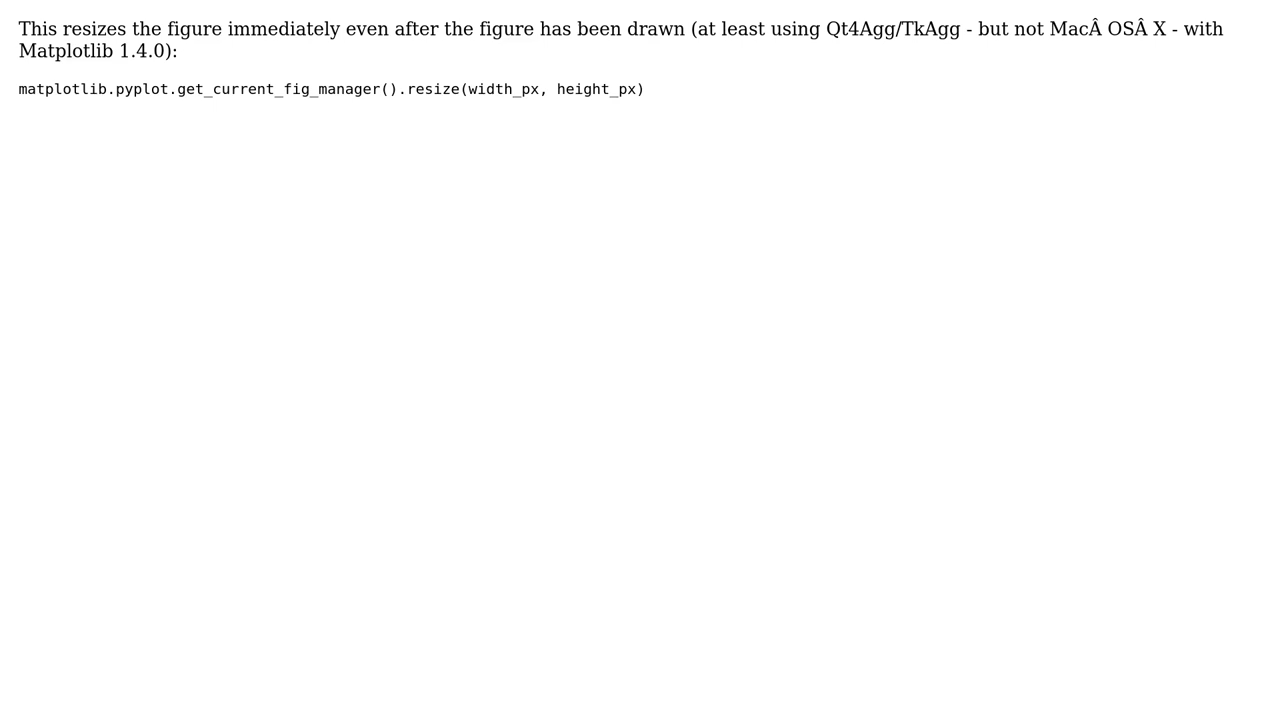 This resizes the figure immediately even after the figure has been drawn (at least using Qt4Agg/TkAgg - but not MacÂ OSÂ X - with
Matplotlib 1.4.0):
matplotlib.pyplot.get_current_fig_manager().resize(width_px, height_px)